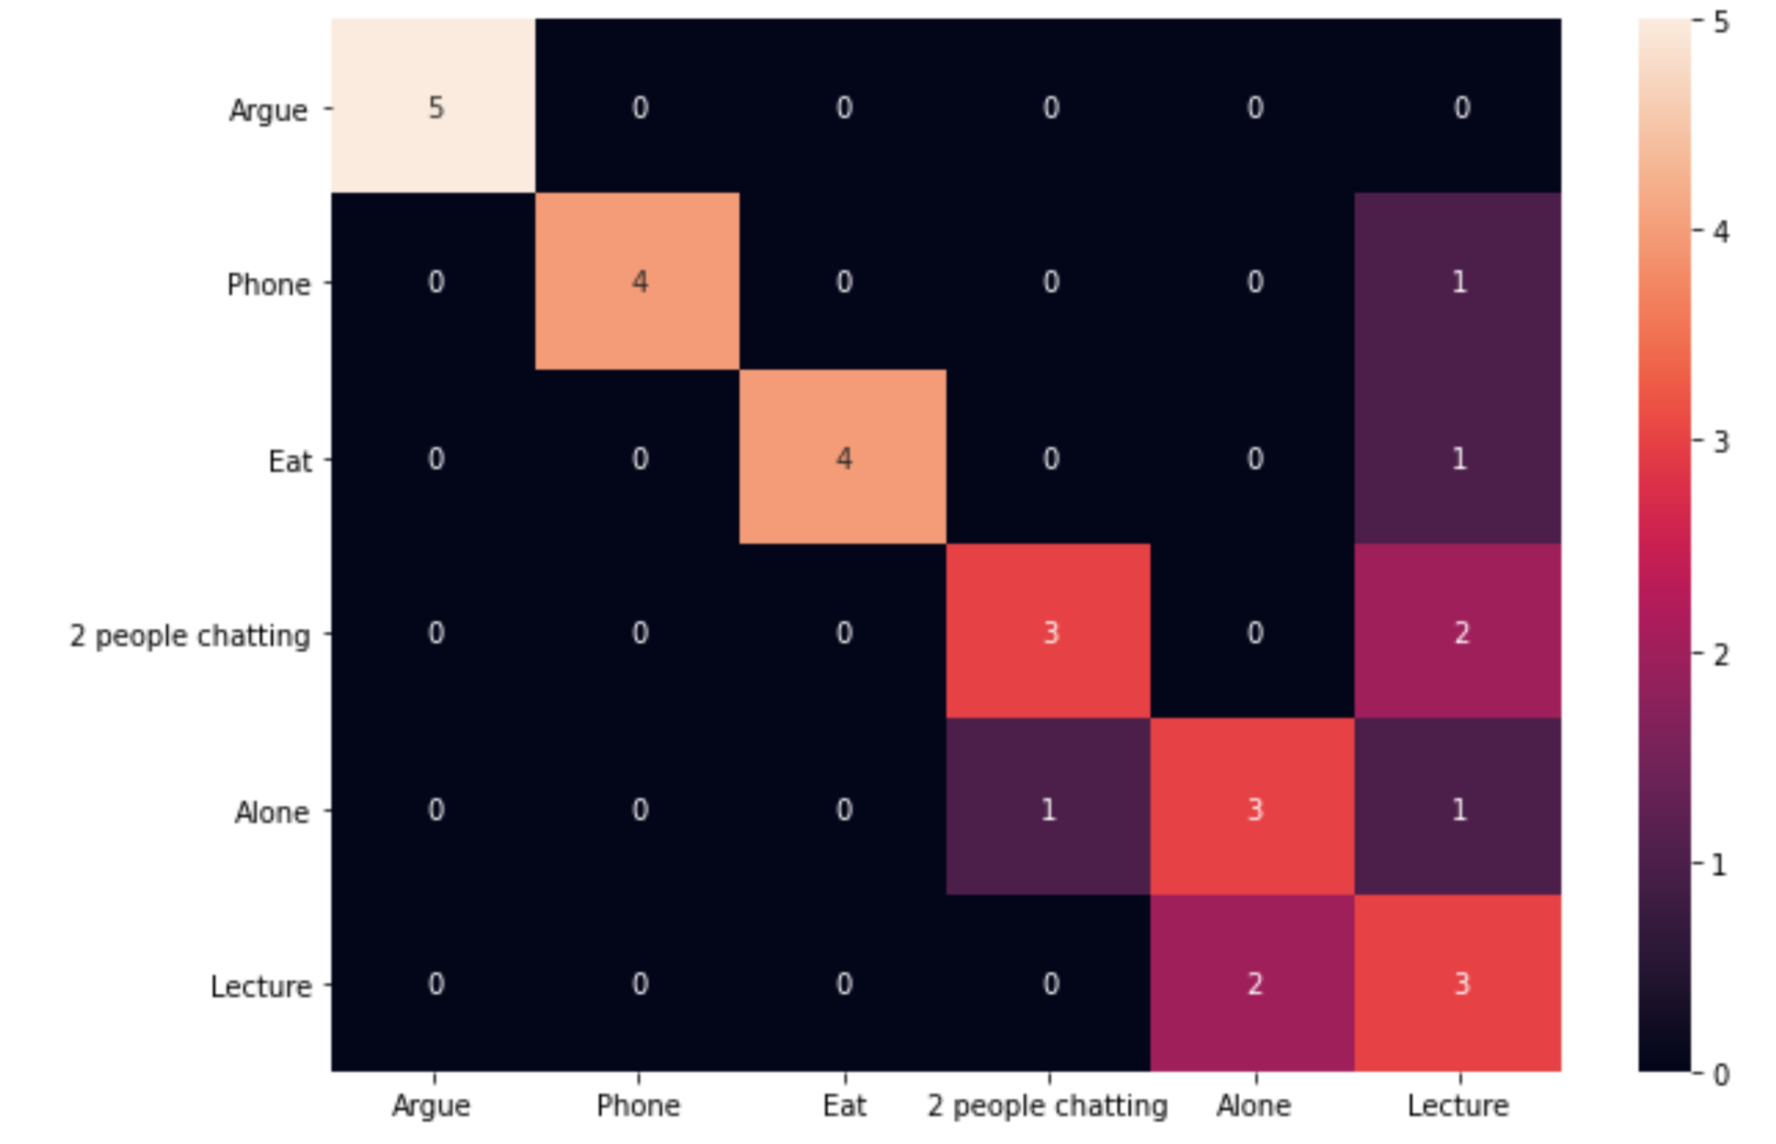 Argue 5 0 0 0 0 0
Phone 0 4 0 0 0 1
Eat 0 0 4 0 0 1
2 people chatting 0 0 0 3 0 2
Alone 0 0 0 1 3 1
Lecture 0 0 0 0 2 3
Argue Phone Eat 2 people chatting Alone Lecture
5
4
3
2
1
0